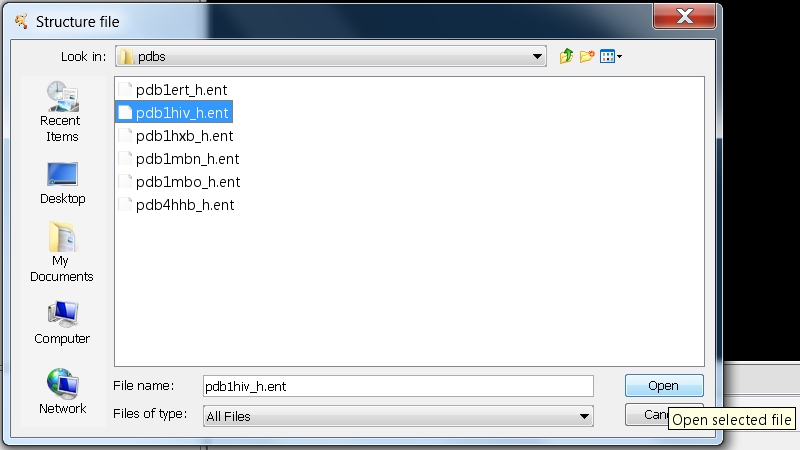 Structure file
Look in:
pdbs
Recent
Items
Desktop
My
Documents
Computer
Network
pdb1ert_h.ent
pdb1hiv_h.ent
pdb1hxb_h.ent
pdb1mbn_h.ent
pdb1mbo_h.ent
pdb4hhb_h.ent
File name:
pdb1hiv_h.ent
Open
Files of type:
All Files
Open selected file